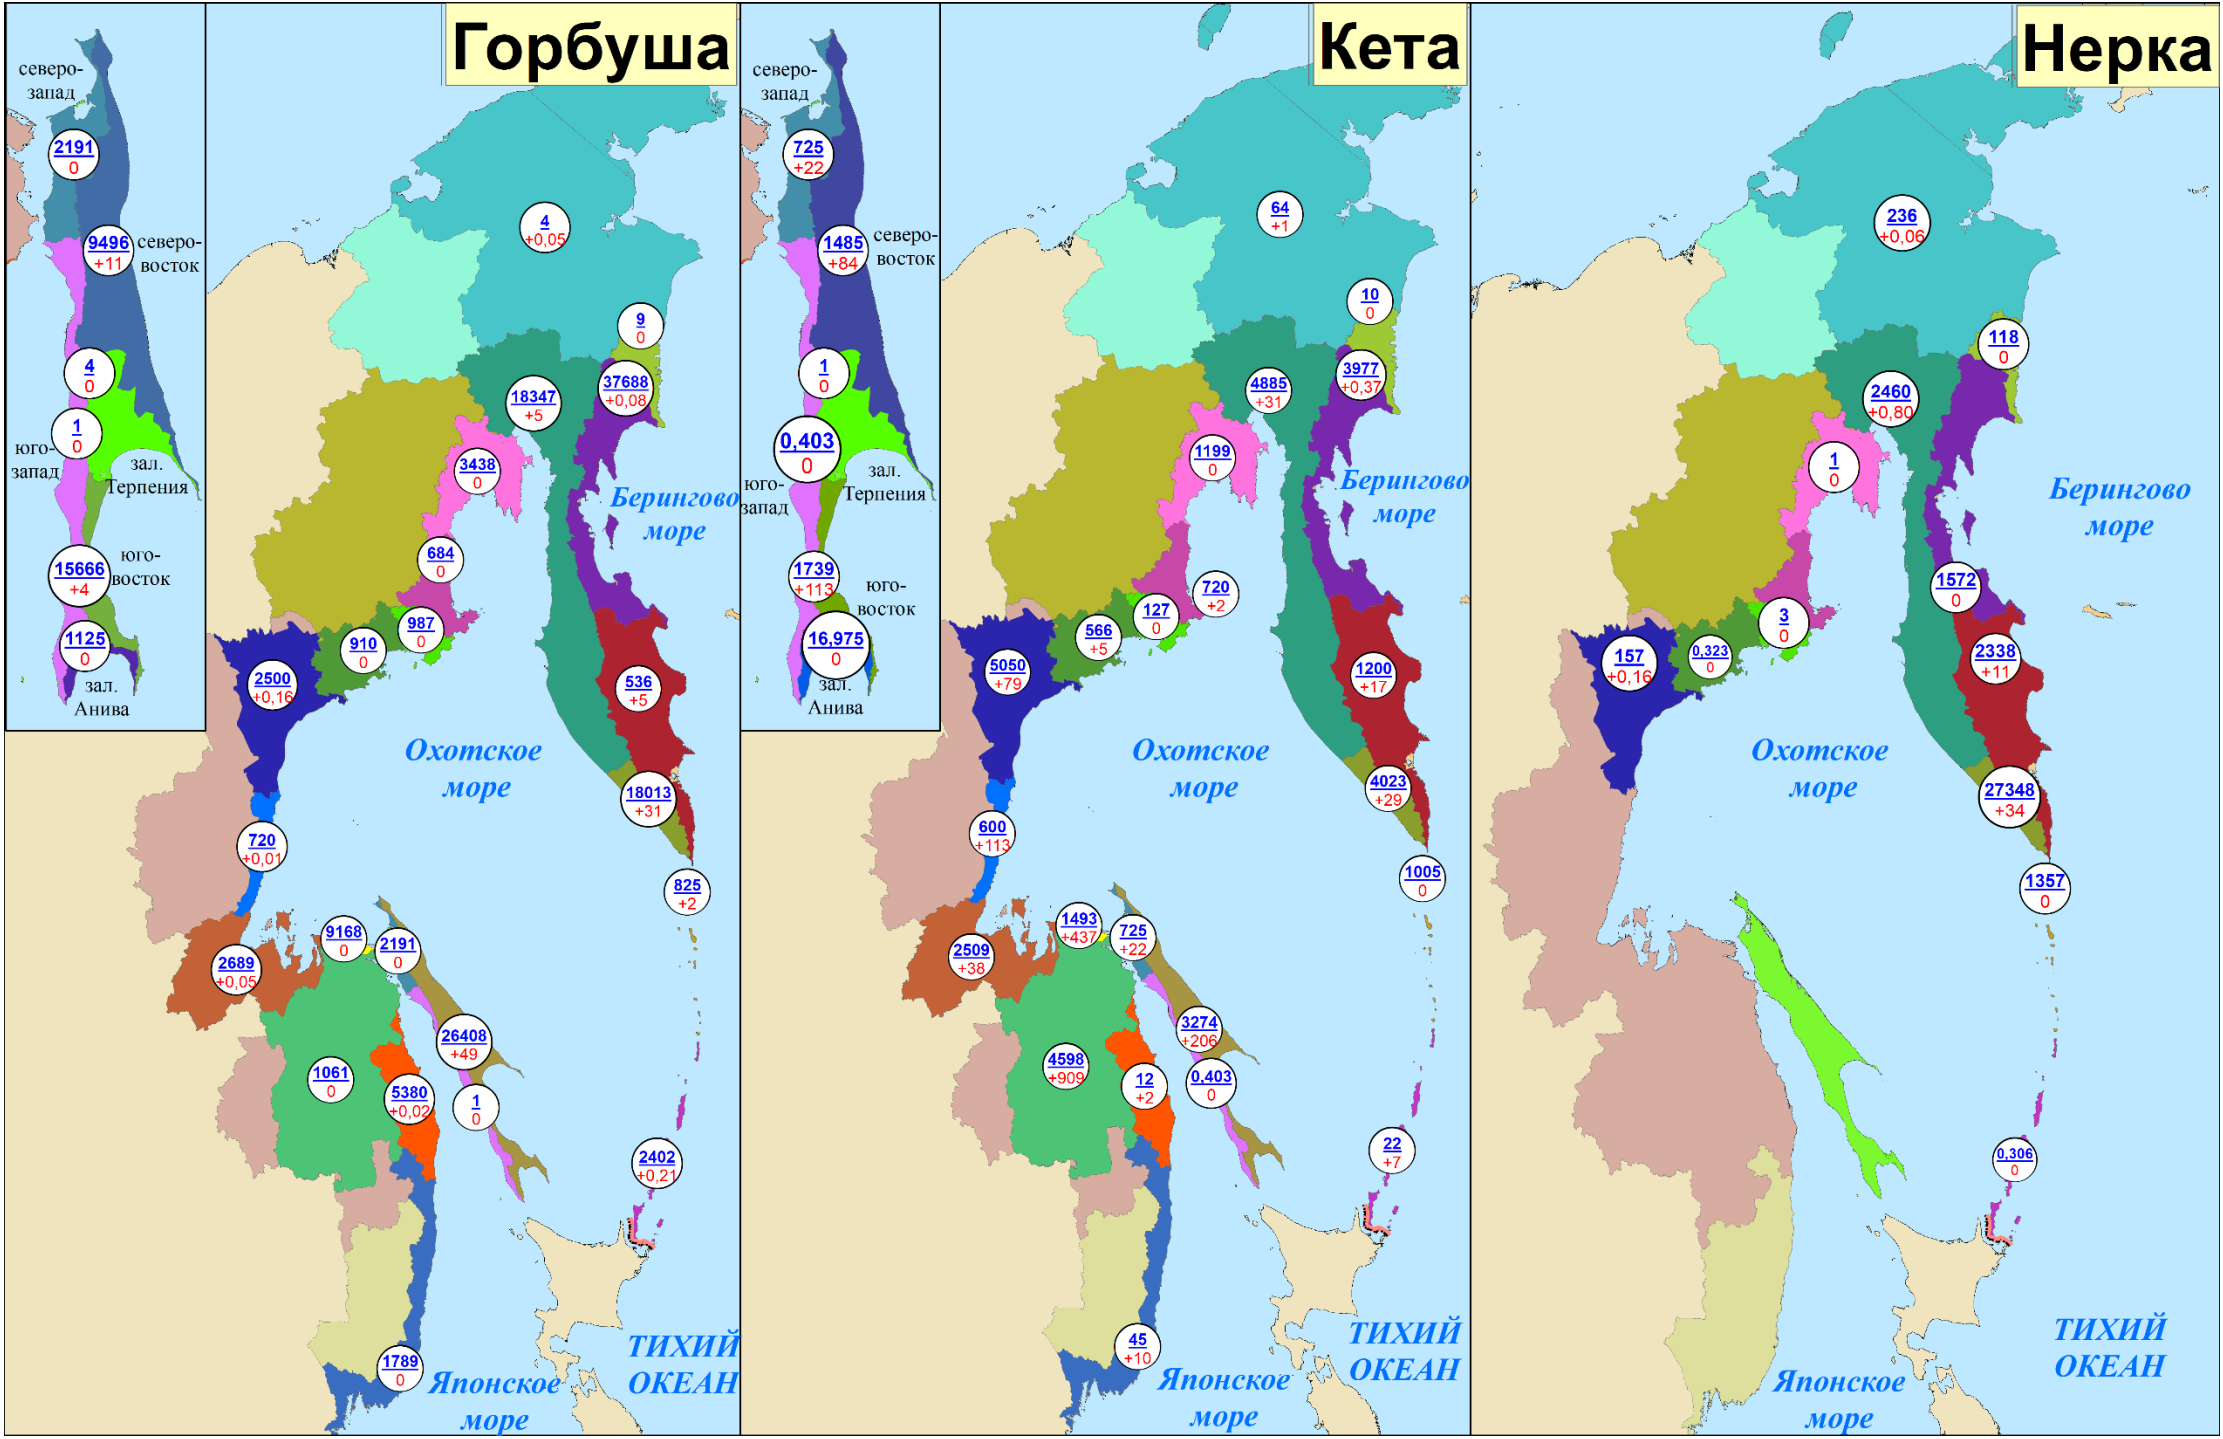 Горбуша
северо-
запад
2191
0
9496
+11
северо-
восток
4
0
1
0
юго-
запад
зал.
Терпения
юго-
восток
15666
+4
1125
0
зал.
Анива
4
+0,05
9
0
37688
+0,08
18347
+5
3438
0
Берингово
море
684
0
987
0
910
0
2500
+0,16
536
+5
Охотское
море
18013
+31
720
+0,01
825
+2
9168
0
2191
0
2689
+0,05
26408
+49
1061
0
5380
+0,02
1
0
2402
+0,21
ТИХИЙ
ОКЕАН
1789
0
Японское
море
Кета
северо-
запад
725
+22
1485
+84
северо-
восток
1
0
0,403
0
зал.
Терпения
юго-
запад
1739
+113
юго-
восток
16,975
0
зал.
Анива
64
+1
10
0
3977
+0,37
4885
+31
1199
0
Берингово
море
720
+2
127
0
566
+5
5050
+79
1200
+17
Охотское
море
4023
+29
600
+113
1005
0
1493
+437
725
+22
2509
+38
3274
+206
4598
+909
12
+2
0,403
0
22
+7
ТИХИЙ
ОКЕАН
45
+10
Японское
море
Нерка
236
+0,06
118
0
2460
+0,80
1
0
Берингово
море
1572
0
3
0
0,323
0
157
+0,16
2338
+11
Охотское
море
27348
+34
1357
0
0,306
0
ТИХИЙ
ОКЕАН
Японское
море